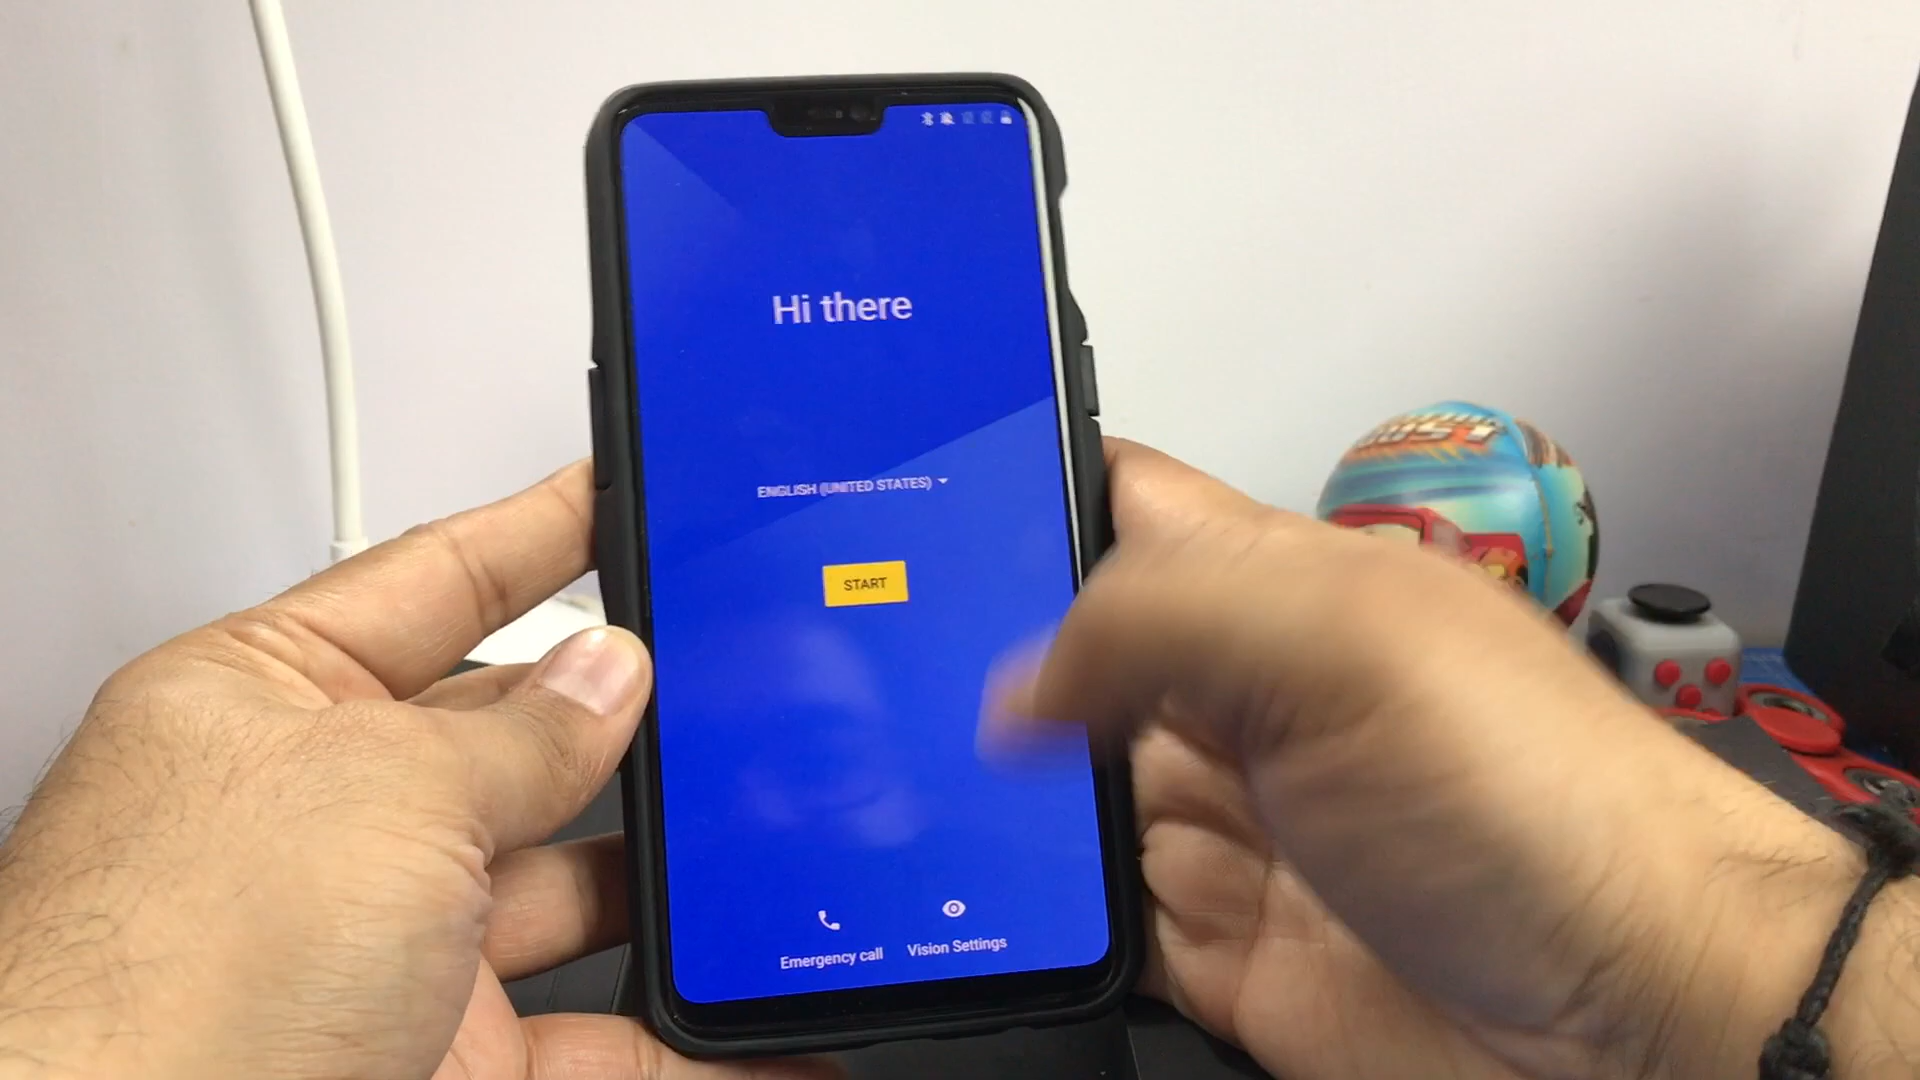 Hi there
ENGLISH (UNITED STATES)
START
Emergency call
Vision Settings